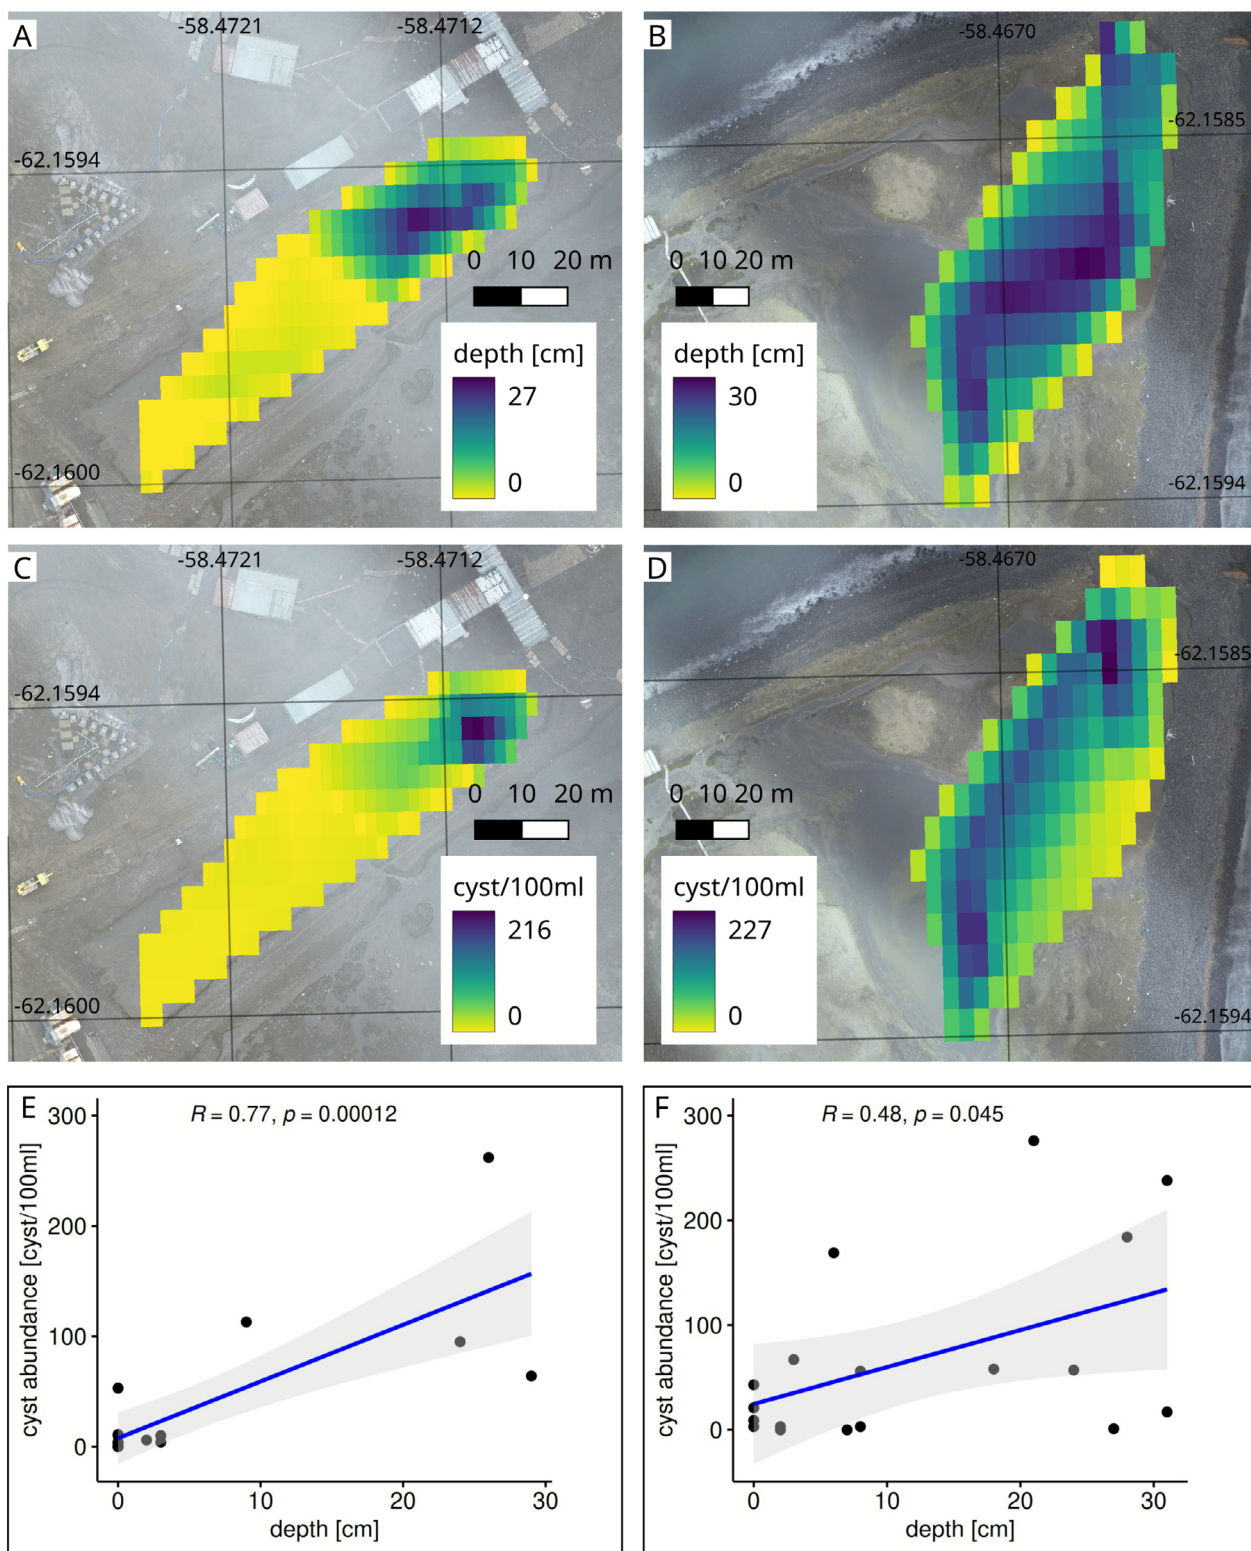 A
-58.4721
-58.4712
-62.1594
0 10 20 m
depth [cm]
27
0
-62.1600
B
-58.4670
-62.1585
0 10 20 m
depth [cm]
30
0
-62.1594
C
-58.4721
-58.4712
-62.1594
0 10 20 m
cyst/100ml
216
0
-62.1600
D
-58.4670
-62.1585
0 10 20 m
cyst/100ml
227
0
-62.1594
E
R = 0.77, p = 0.00012
cyst abundance [cyst/100ml]
300
200
100
0
0 10 20 30
depth [cm]
F
R = 0.48, p = 0.045
cyst abundance [cyst/100ml]
300
200
100
0
0 10 20 30
depth [cm]